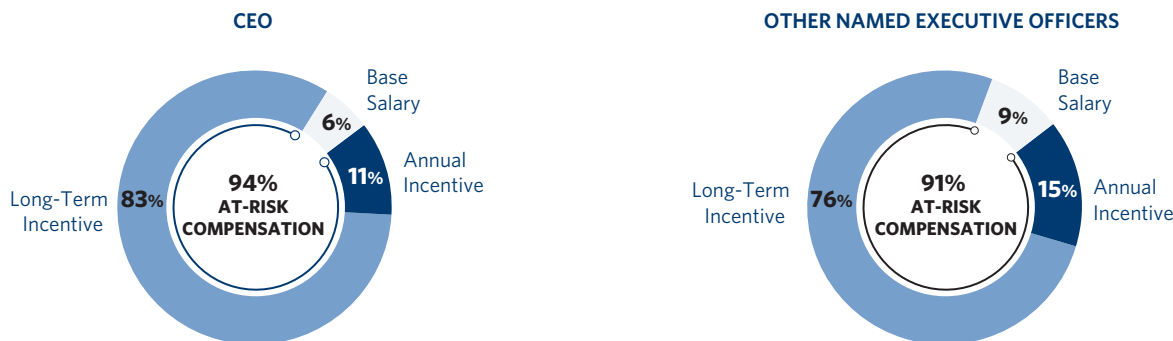 CEO
Base
Salary
6%
11%
Annual
Incentive
Long-Term
Incentive
83%
94%
AT-RISK
COMPENSATION
OTHER NAMED EXECUTIVE OFFICERS
Base
Salary
9%
15%
Annual
Incentive
Long-Term
Incentive
76%
91%
AT-RISK
COMPENSATION